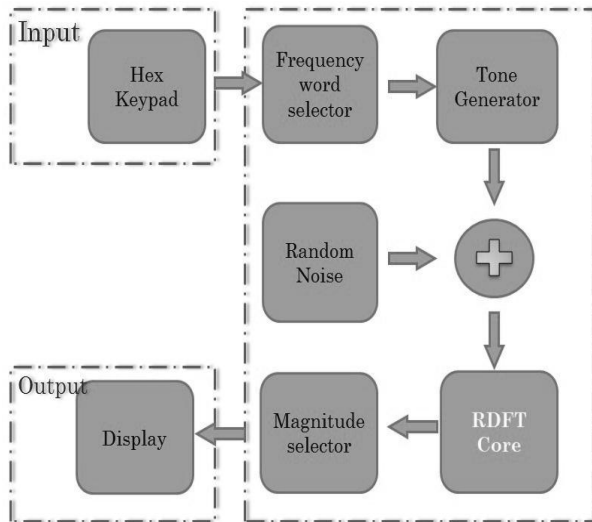 Input
Hex
Keypad
Frequency
word
selector
Tone
Generator
Random
Noise
Output
Display
Magnitude
selector
RDFT
Core